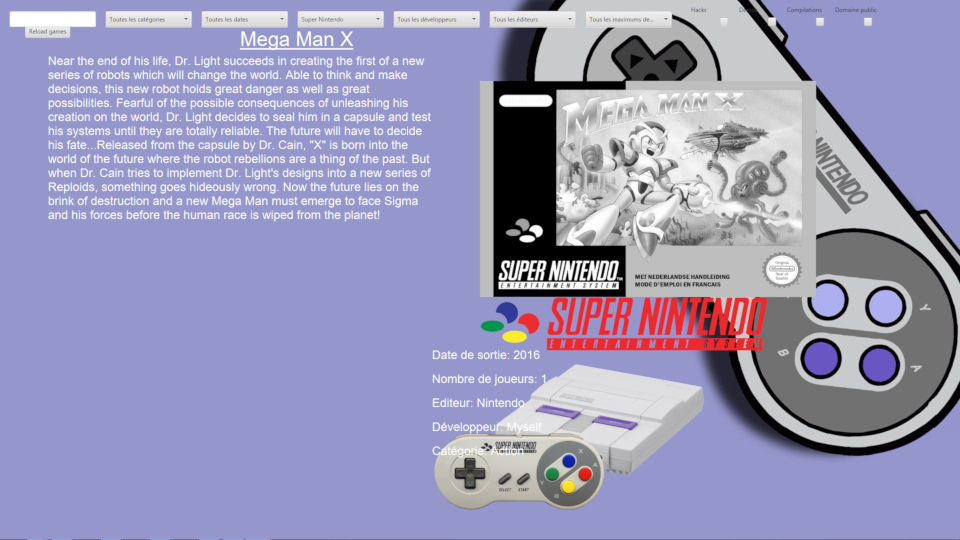 Toutes les catégories
Toutes les dates
Super Nintendo
Tous les développeurs
Tous les éditeurs
Tous les maximums de...
Hacks
Compilations
Domaine public
Reload games
Mega Man X
Near the end of his life, Dr. Light succeeds in creating the first of a new
series of robots which will change the world. Able to think and make
decisions, this new robot holds great danger as well as great
possibilities. Fearful of the possible consequences of unleashing his
creation on the world, Dr. Light decides to seal him in a capsule and test
his systems until they are totally reliable. The future will have to decide
his fate...Released from the capsule by Dr. Cain, "X" is born into the
world of the future where the robot rebellions are a thing of the past. But
when Dr. Cain tries to implement Dr. Light's designs into a new series of
Reploids, something goes hideously wrong. Now the future lies on the
brink of destruction and a new Mega Man must emerge to face Sigma
and his forces before the human race is wiped from the planet!
MEGA MAN X
SUPER NINTENDO
ENTERTAINMENT SYSTEM
MET NEDERLANDSE HANDLEIDING
MODE D'EMPLOI EN FRANCAIS
Original
Nintendo
Seal of
Quality
NINTENDO
Y
B
A
SUPER NINTENDO
ENTERTAINMENT SYSTEM
Date de sortie: 2016
Nombre de joueurs: 1
Editeur: Nintendo
Développeur: Myself
Catégorie: Action
SUPER NINTENDO
X
A
Y
B
SELECT START